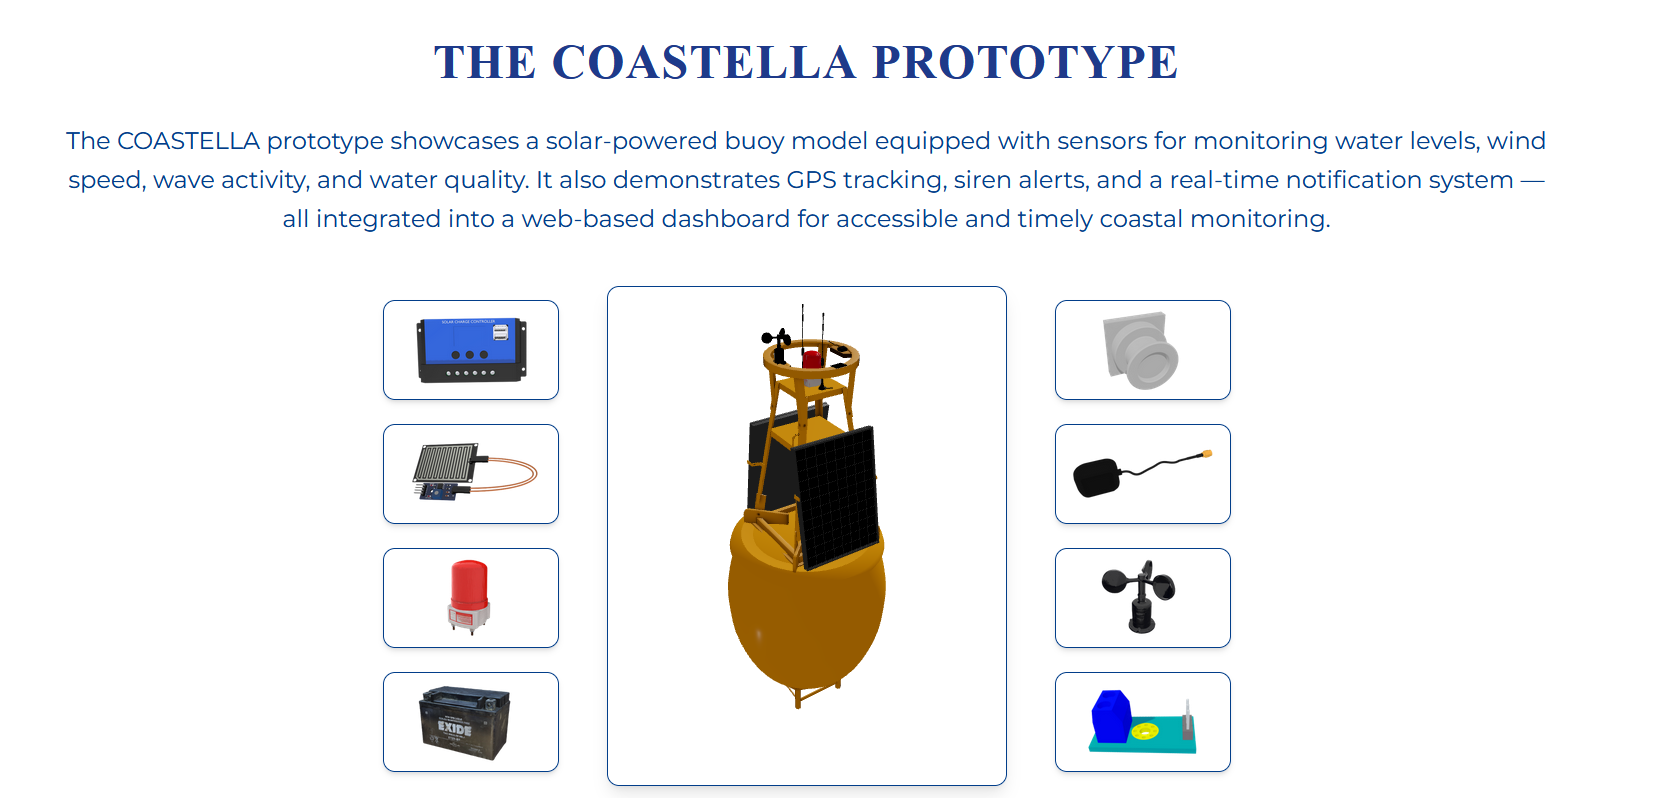 THE COASTELLA PROTOTYPE
The COASTELLA prototype showcases a solar-powered buoy model equipped with sensors for monitoring water levels, wind
speed, wave activity, and water quality. It also demonstrates GPS tracking, siren alerts, and a real-time notification system —
all integrated into a web-based dashboard for accessible and timely coastal monitoring.
SOLAR CHARGE CONTROLLER
EXIDE